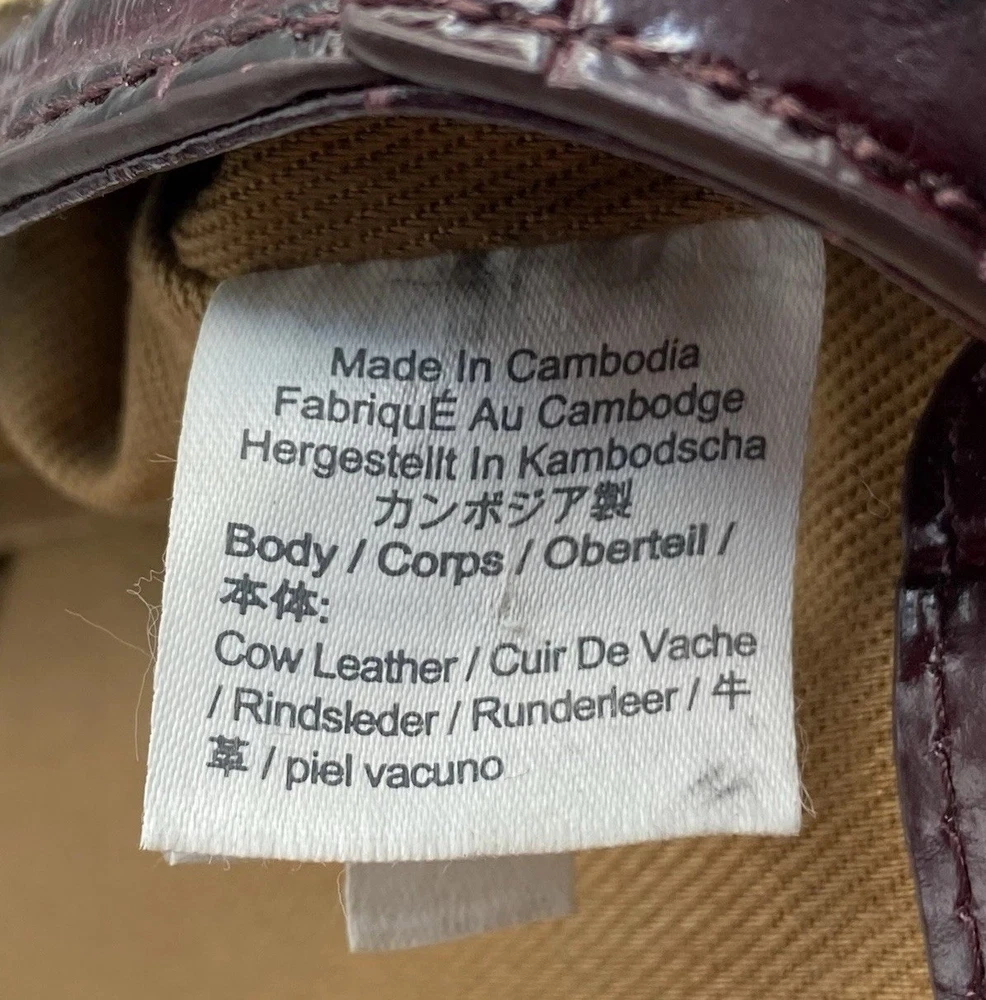 Made In Cambodia
FabriquÉ Au Cambodge
Hergestellt In Kambodscha
カンボジア製
Body / Corps / Oberteil /
本体:
Cow Leather / Cuir De Vache
/ Rindsleder / Runderleer / 牛
革 / piel vacuno